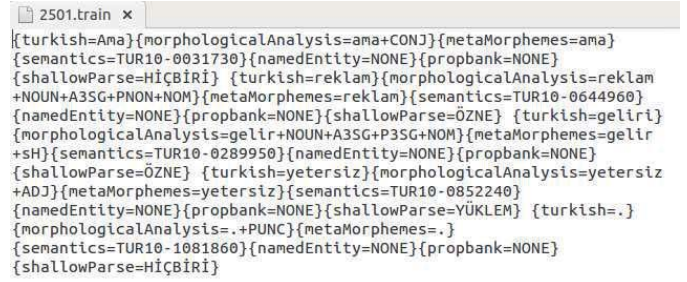 2501.train ×
{turkish=Ama}{morphologicalAnalysis=ama+CONJ}{metaMorphemes=ama}
{semantics=TUR10-0031730}{namedEntity=NONE}{propbank=NONE}
{shallowParse=HİÇBİRİ} {turkish=reklam}{morphologicalAnalysis=reklam
+NOUN+A3SG+PNON+NOM}{metaMorphemes=reklam}{semantics=TUR10-0644960}
{namedEntity=NONE}{propbank=NONE}{shallowParse=ÖZNE} {turkish=geliri}
{morphologicalAnalysis=gelir+NOUN+A3SG+P3SG+NOM}{metaMorphemes=gelir
+sH}{semantics=TUR10-0289950}{namedEntity=NONE}{propbank=NONE}
{shallowParse=ÖZNE} {turkish=yetersiz}{morphologicalAnalysis=yetersiz
+ADJ}{metaMorphemes=yetersiz}{semantics=TUR10-0852240}
{namedEntity=NONE}{propbank=NONE}{shallowParse=YÜKLEM} {turkish=.}
{morphologicalAnalysis=.+PUNC}{metaMorphemes=.}
{semantics=TUR10-1081860}{namedEntity=NONE}{propbank=NONE}
{shallowParse=HİÇBİRİ}